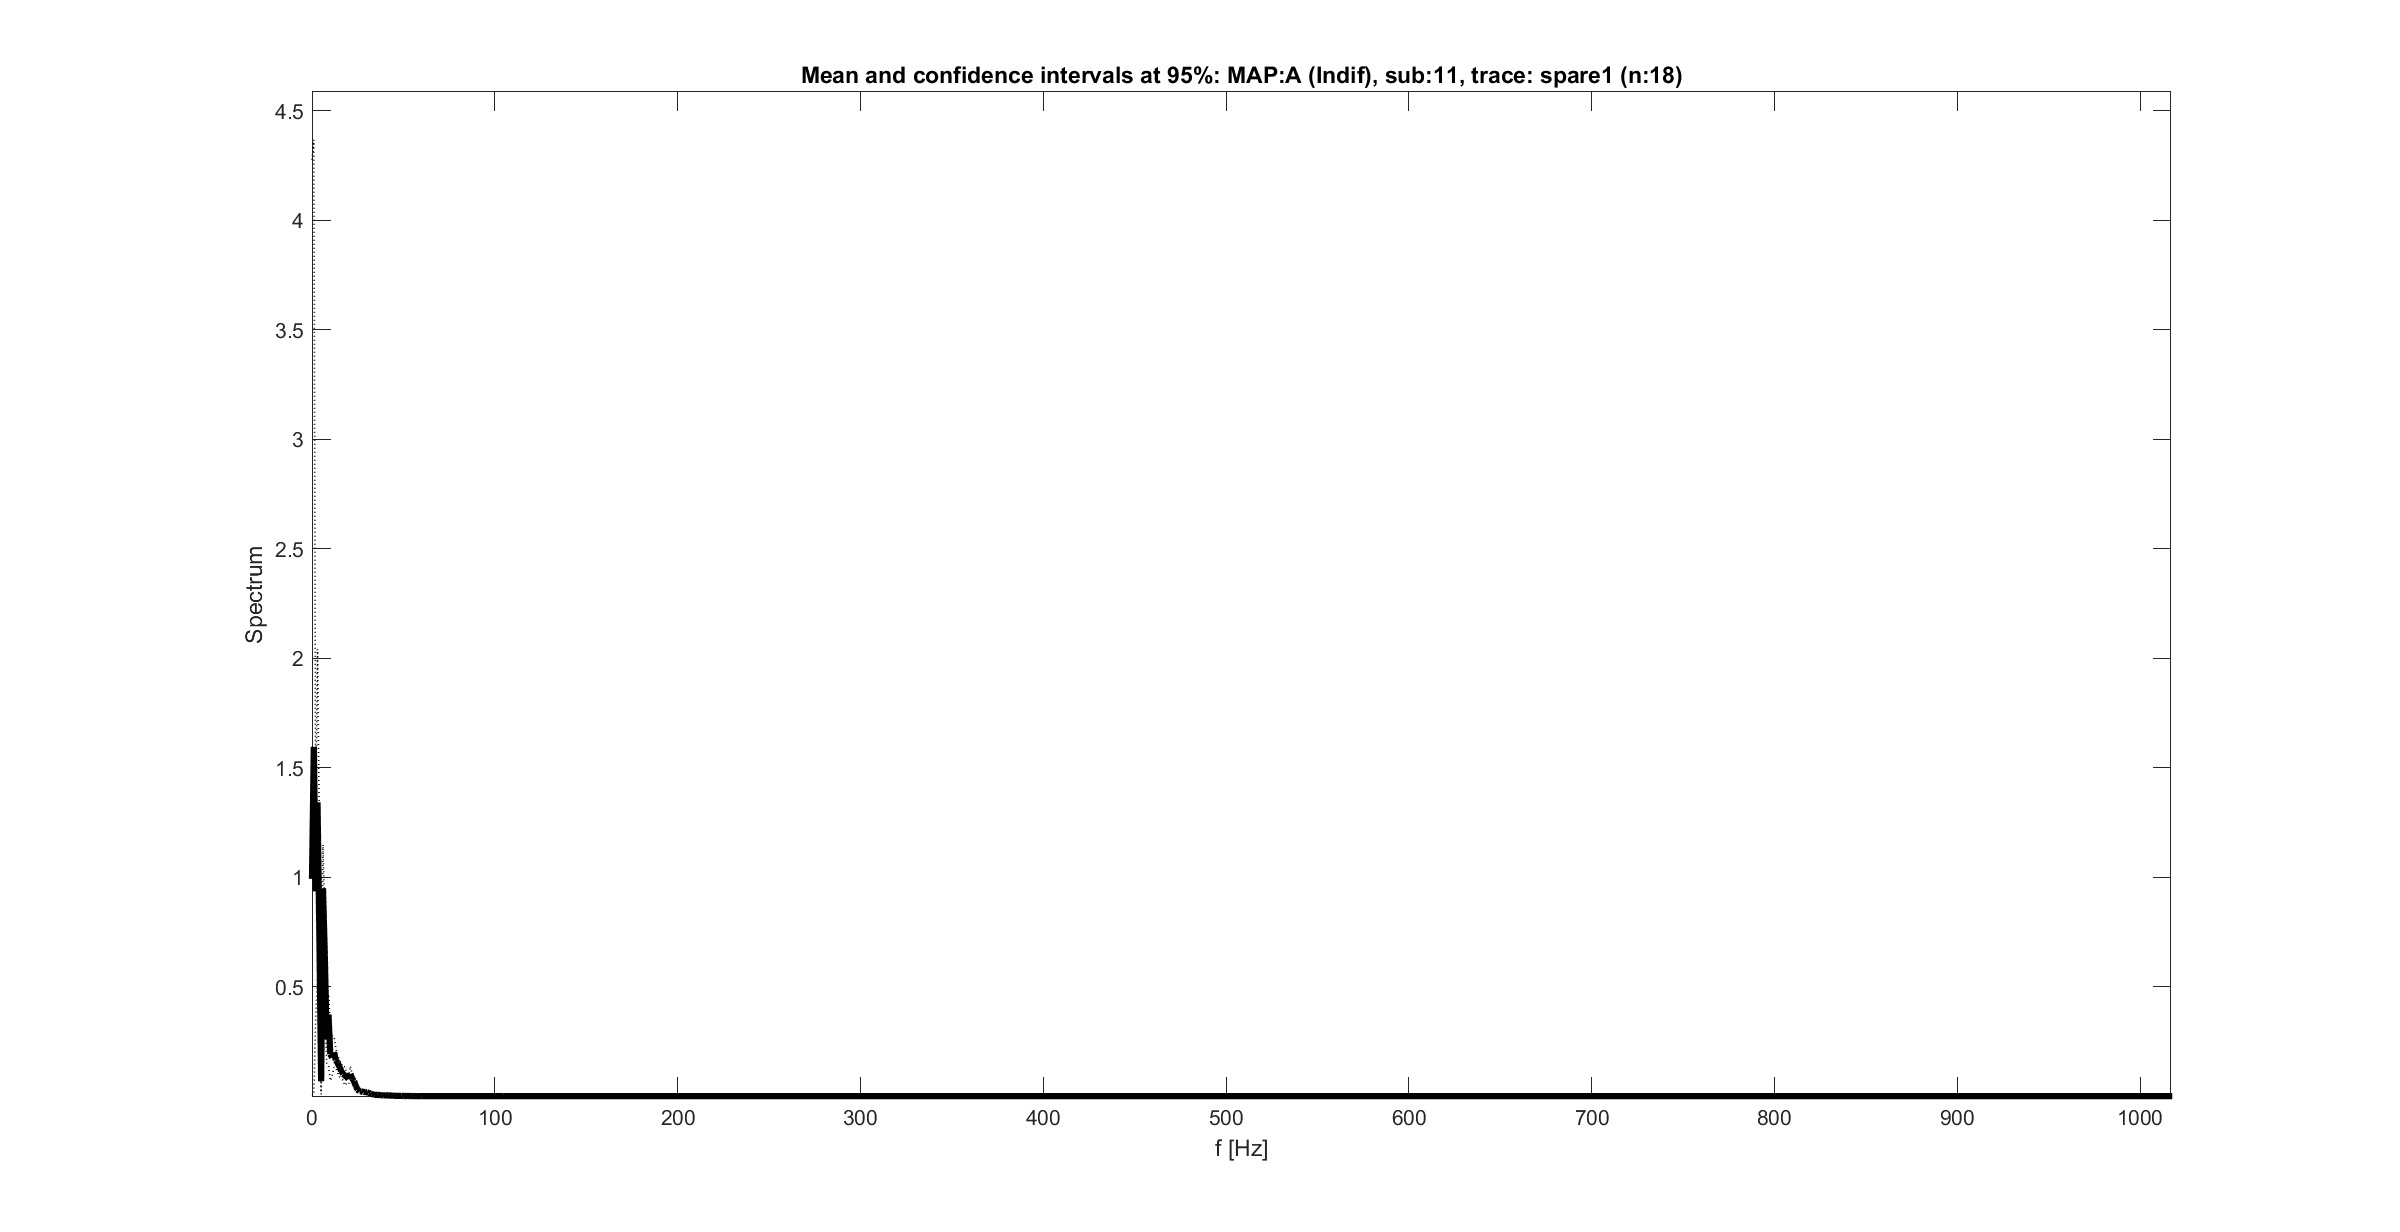 Mean and confidence intervals at 95%: MAP:A (Indif), sub:11, trace: spare1 (n:18)
4.5
4
3.5
3
2.5
2
1.5
1
0.5
Spectrum
0 100 200 300 400 500 600 700 800 900 1000
f [Hz]